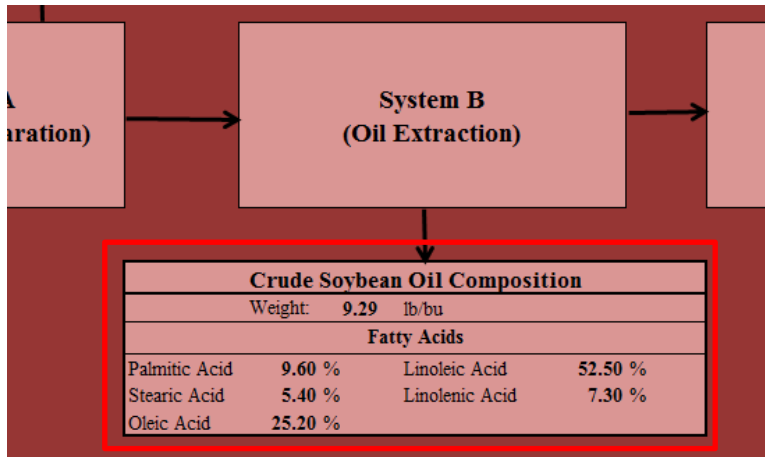 System B
(Oil Extraction)
Crude Soybean Oil Composition
Weight: 9.29 lb/bu
Fatty Acids
Palmitic Acid 9.60 % Linoleic Acid 52.50 %
Stearic Acid 5.40 % Linolenic Acid 7.30 %
Oleic Acid 25.20 %